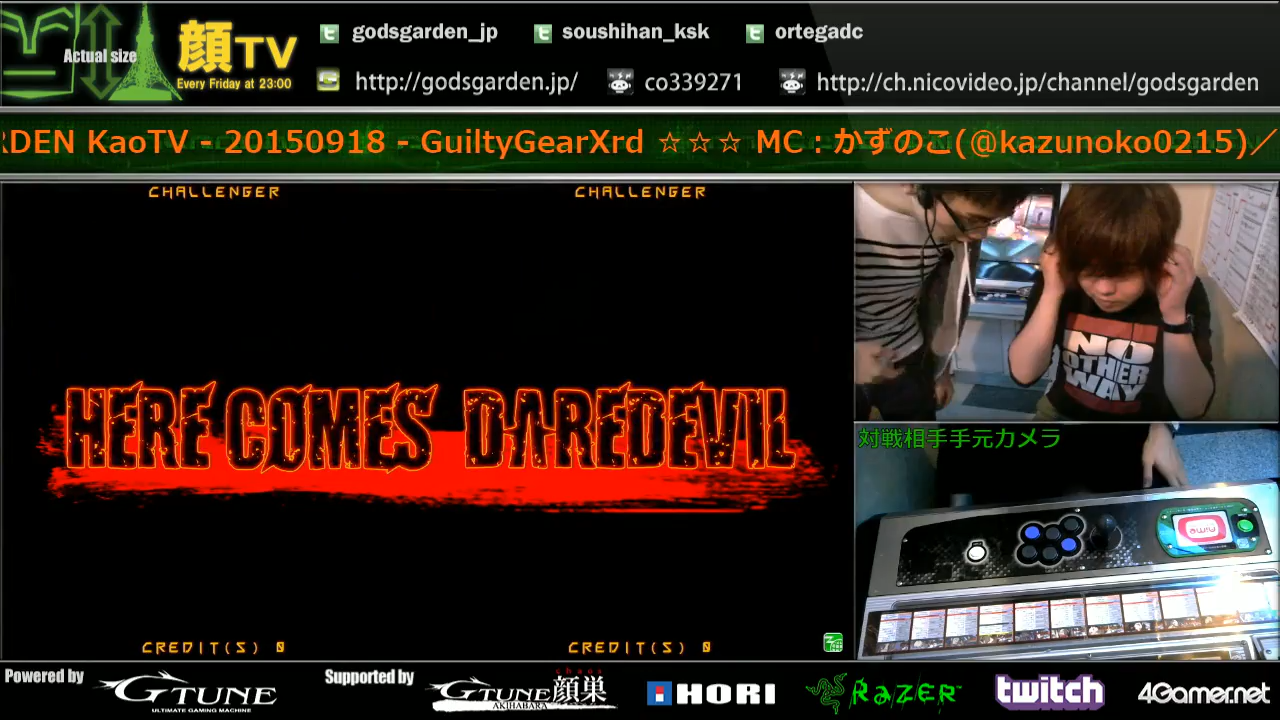 Actual size
顔TV
Every Friday at 23:00
godsgarden_jp
soushihan_ksk
ortegadc
http://godsgarden.jp/
co339271
http://ch.nicovideo.jp/channel/godsgarden
RDEN KaoTV - 20150918 - GuiltyGearXrd ☆☆☆ MC : かずのこ(@kazunoko0215)／
CHALLENGER
CHALLENGER
HERE COMES DAREDEVIL
CREDIT(S) 0
CREDIT(S) 0
NO
OTHER
WAY
対戦相手手元カメラ
Powered by
GTUNE
ULTIMATE GAMING MACHINE
Supported by
GTUNE
AKIHABARA
chaos
顔巣
HORI
RAZER
twitch
4Gamer.net